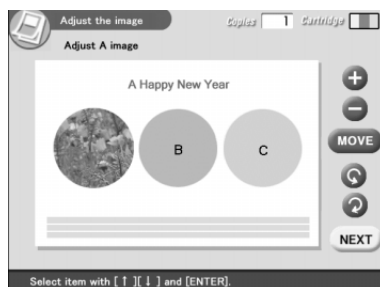 Adjust the image
Copies 1 Cartridge
Adjust A image
A Happy New Year
B C
+
−
MOVE
NEXT
Select item with [ ↑ ][ ↓ ] and [ENTER].